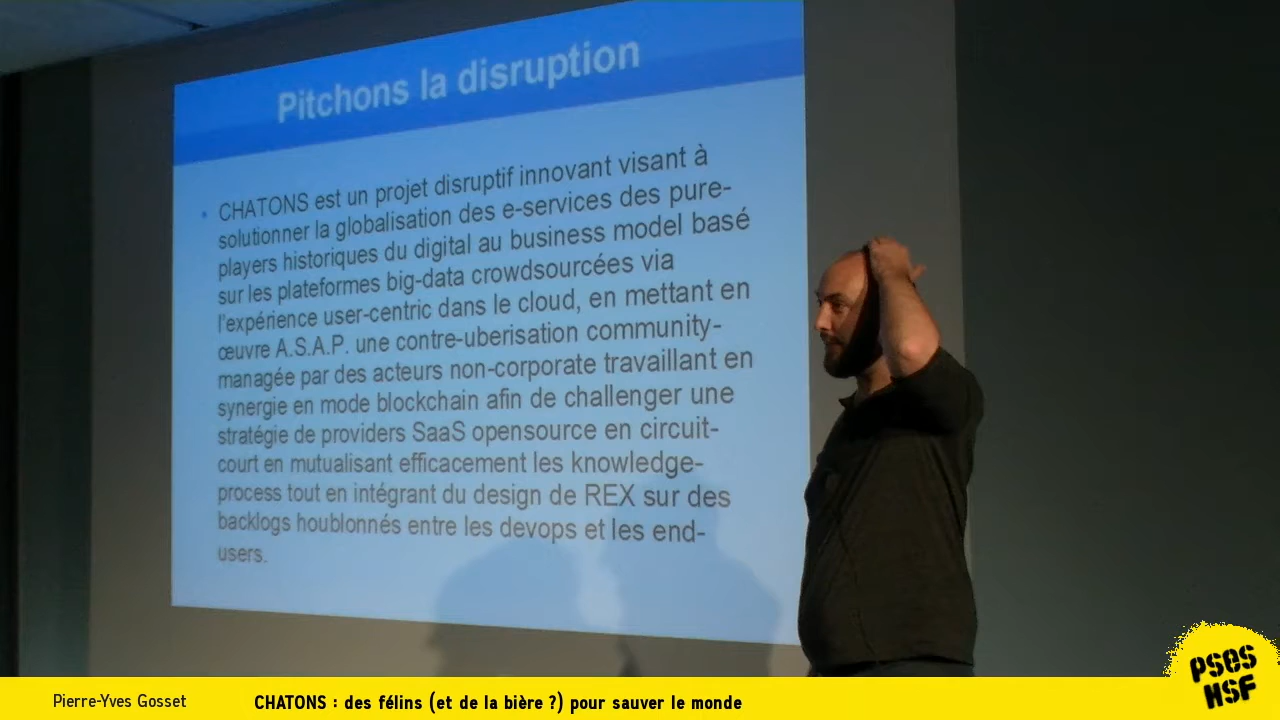 Pitchons la disruption
CHATONS est un projet disruptif innovant visant à
solutionner la globalisation des e-services des pure-
players historiques du digital au business model basé
sur les plateformes big-data crowdsourcées via
l'expérience user-centric dans le cloud, en mettant en
œuvre A.S.A.P. une contre-uberisation community-
managée par des acteurs non-corporate travaillant en
synergie en mode blockchain afin de challenger une
stratégie de providers SaaS opensource en circuit-
court en mutualisant efficacement les knowledge-
process tout en intégrant du design de REX sur des
backlogs houblonnés entre les devops et les end-
users.
Pierre-Yves Gosset
CHATONS : des félins (et de la bière ?) pour sauver le monde
PSES
HSF